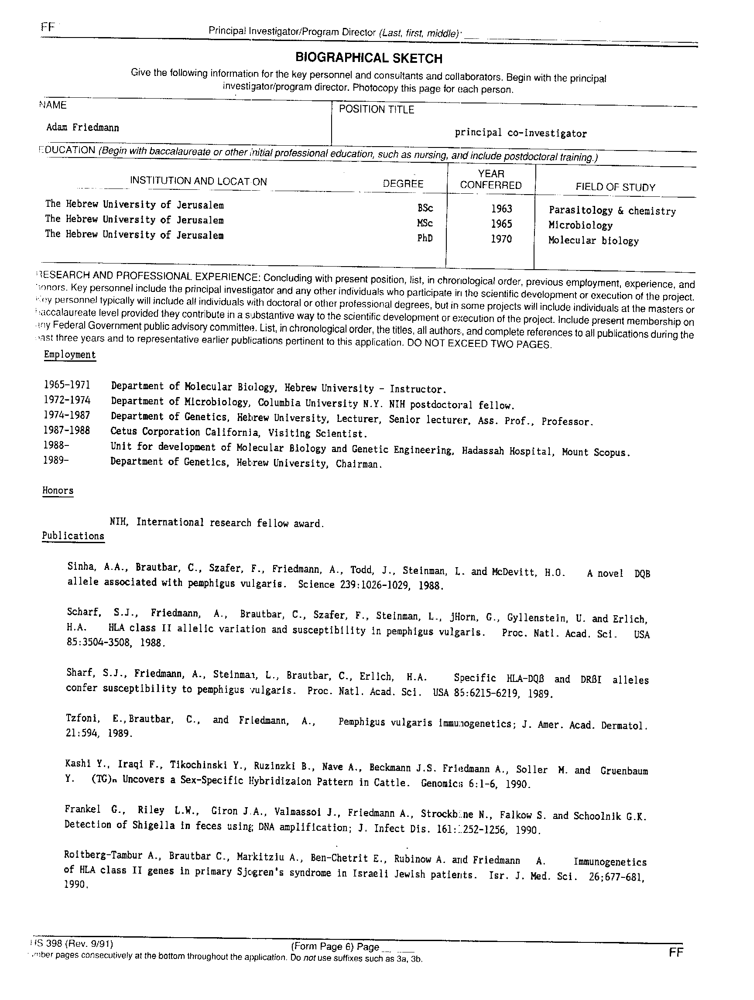 FF
Principal Investigator/Program Director (Last, first, middle)·
BIOGRAPHICAL SKETCH
Give the following information for the key personnel and consultants and collaborators. Begin with the principal
investigator/program director. Photocopy this page for each person.
NAME
POSITION TITLE
Adam Friedmann
principal co-investigator
EDUCATION (Begin with baccalaureate or other initial professional education, such as nursing, and include postdoctoral training.)
INSTITUTION AND LOCATION DEGREE YEAR CONFERRED FIELD OF STUDY
The Hebrew University of Jerusalem BSc 1963 Parasitology & chemistry
The Hebrew University of Jerusalem MSc 1965 Microbiology
The Hebrew University of Jerusalem PhD 1970 Molecular biology
RESEARCH AND PROFESSIONAL EXPERIENCE: Concluding with present position, list, in chronological order, previous employment, experience, and
honors. Key personnel include the principal investigator and any other individuals who participate in the scientific development or execution of the project.
Key personnel typically will include all individuals with doctoral or other professional degrees, but in some projects will include individuals at the masters or
baccalaureate level provided they contribute in a substantive way to the scientific development or execution of the project. Include present membership on
any Federal Government public advisory committee. List, in chronological order, the titles, all authors, and complete references to all publications during the
past three years and to representative earlier publications pertinent to this application. DO NOT EXCEED TWO PAGES.
Employment
1965-1971 Department of Molecular Biology, Hebrew University - Instructor.
1972-1974 Department of Microbiology, Columbia University N.Y. NIH postdoctoral fellow.
1974-1987 Department of Genetics, Hebrew University, Lecturer, Senior lecturer, Ass. Prof., Professor.
1987-1988 Cetus Corporation California, Visiting Scientist.
1988- Unit for development of Molecular Biology and Genetic Engineering, Hadassah Hospital, Mount Scopus.
1989- Department of Genetics, Hebrew University, Chairman.
Honors
NIH, International research fellow award.
Publications
Sinha, A.A., Brautbar, C., Szafer, F., Friedmann, A., Todd, J., Steinman, L. and McDevitt, H.O. A novel DQB
allele associated with pemphigus vulgaris. Science 239:1026-1029, 1988.
Scharf, S.J., Friedmann, A., Brautbar, C., Szafer, F., Steinman, L., jHorn, G., Gyllenstein, U. and Erlich,
H.A. HLA class II allelic variation and susceptibility in pemphigus vulgaris. Proc. Natl. Acad. Sci. USA
85:3504-3508, 1988.
Sharf, S.J., Friedmann, A., Steinman, L., Brautbar, C., Erlich, H.A. Specific HLA-DQß and DRßI alleles
confer susceptibility to pemphigus vulgaris. Proc. Natl. Acad. Sci. USA 85:6215-6219, 1989.
Tzfoni, E.,Brautbar, C., and Friedmann, A., Pemphigus vulgaris immunogenetics; J. Amer. Acad. Dermatol.
21:594, 1989.
Kashi Y., Iraqi F., Tikochinski Y., Ruzinzki B., Nave A., Beckmann J.S. Friedmann A., Soller M. and Gruenbaum
Y. (TG)n Uncovers a Sex-Specific Hybridizaion Pattern in Cattle. Genomics 6:1-6, 1990.
Frankel G., Riley L.W., Giron J.A., Valmassoi J., Friedmann A., Strockbine N., Falkow S. and Schoolnik G.K.
Detection of Shigella in feces using DNA amplification; J. Infect Dis. 161:1252-1256, 1990.
Roitberg-Tambur A., Brautbar C., Markitziu A., Ben-Chetrit E., Rubinow A. and Friedmann A. Immunogenetics
of HLA class II genes in primary Sjogren's syndrome in Israeli Jewish patients. Isr. J. Med. Sci. 26;677-681,
1990.
HS 398 (Rev. 9/91) (Form Page 6) Page FF
mber pages consecutively at the bottom throughout the application. Do not use suffixes such as 3a, 3b.